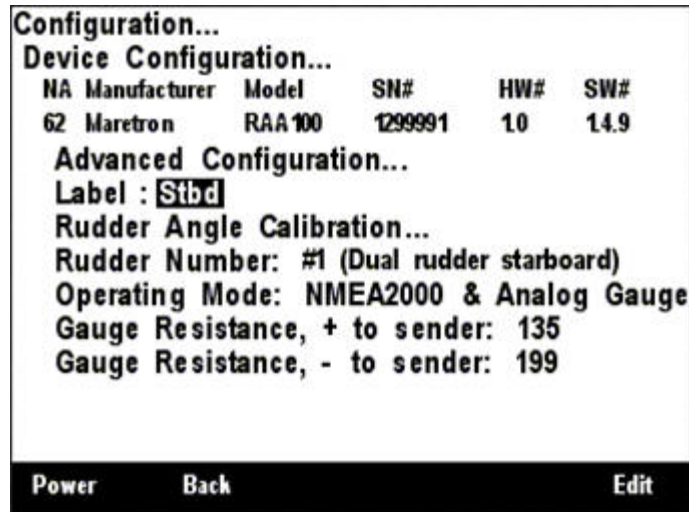 Configuration...
Device Configuration...
NA Manufacturer Model SN# HW# SW#
62 Maretron RAA100 1299991 1.0 1.4.9
Advanced Configuration...
Label : Stbd
Rudder Angle Calibration...
Rudder Number: #1 (Dual rudder starboard)
Operating Mode: NMEA2000 & Analog Gauge
Gauge Resistance, + to sender: 135
Gauge Resistance, - to sender: 199
Power Back Edit